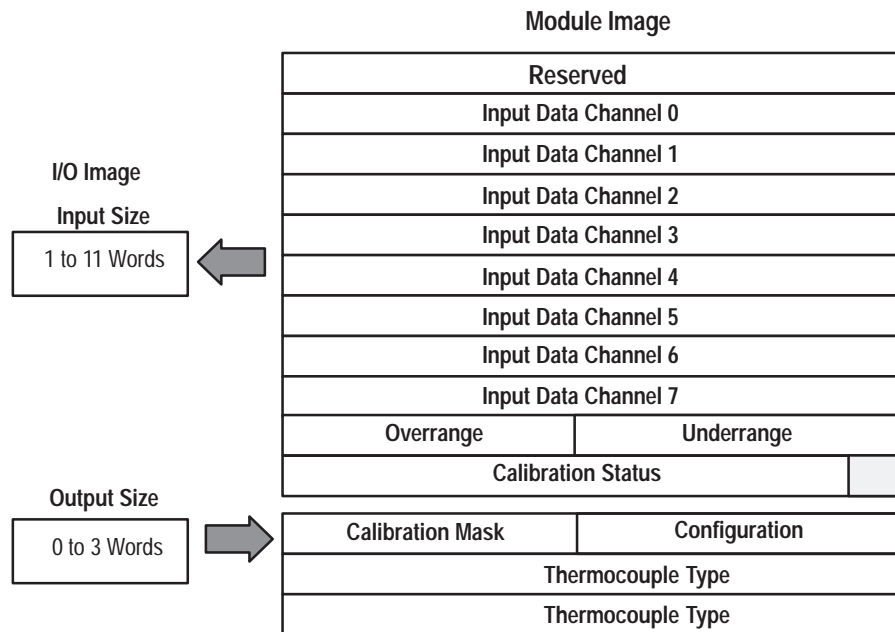 Module Image
Reserved
Input Data Channel 0
Input Data Channel 1
I/O Image
Input Data Channel 2
Input Size
Input Data Channel 3
1 to 11 Words
Input Data Channel 4
Input Data Channel 5
Input Data Channel 6
Input Data Channel 7
Overrange Underrange
Calibration Status
Output Size
Calibration Mask Configuration
0 to 3 Words
Thermocouple Type
Thermocouple Type